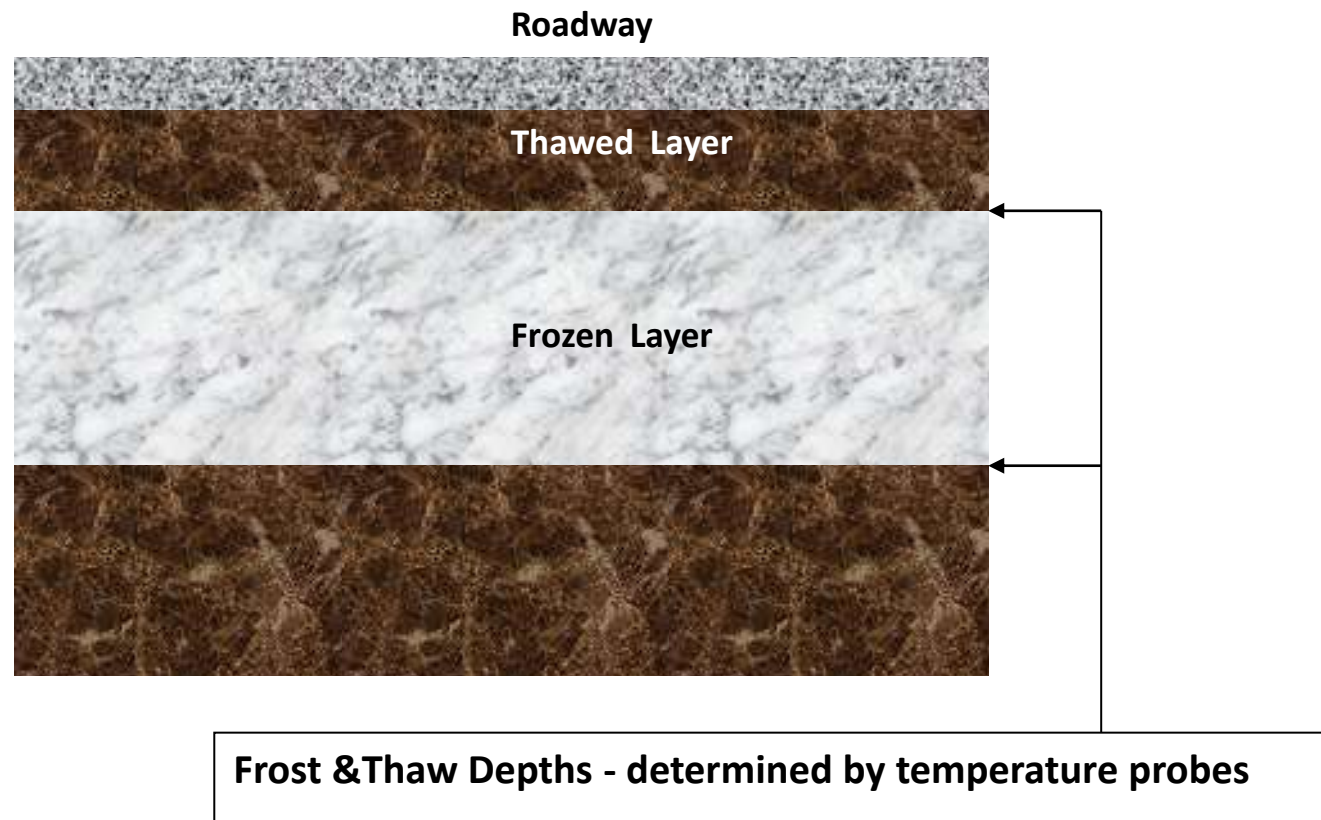 Roadway
Thawed Layer
Frozen Layer
Frost &Thaw Depths - determined by temperature probes